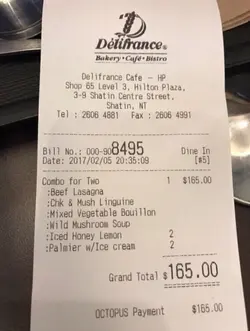 Délifrance®
Bakery • Café • Bistro
Delifrance Cafe - HP
Shop 65 Level 3, Hilton Plaza,
3-9 Shatin Centre Street,
Shatin, NT
Tel : 2606 4881 Fax : 2606 4991
Bill No.: 000-908495 Dine In
Date: 2017/02/05 20:35:09 [#5]
Combo for Two 1 $165.00
:Beef Lasagna
:Chk & Mush Linguine
:Mixed Vegetable Bouillon
:Wild Mushroom Soup
:Iced Honey Lemon 2
:Palmier w/Ice cream 2
Grand Total $165.00
OCTOPUS Payment $165.00